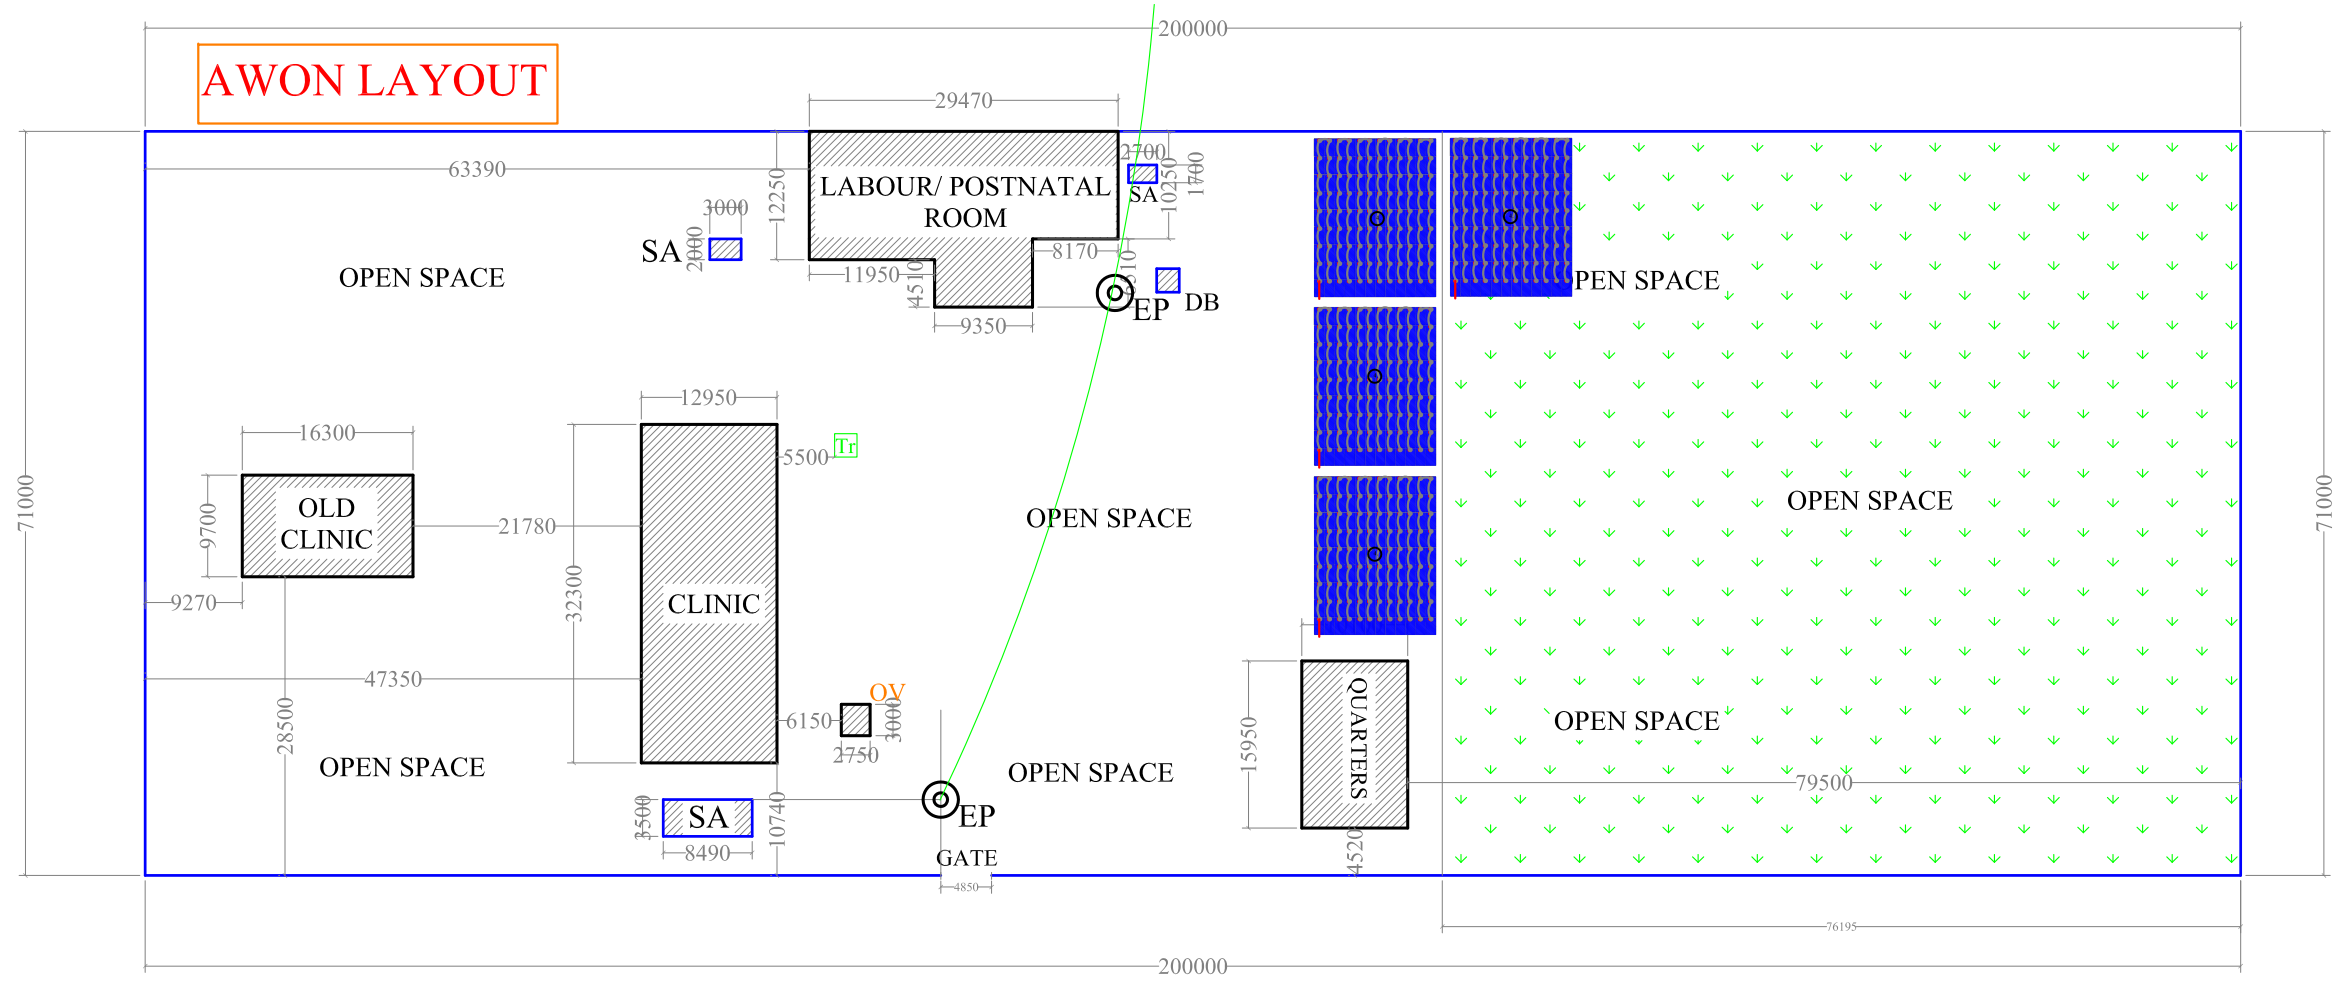 200000
AWON LAYOUT
29470
63390
12250
LABOUR/ POSTNATAL
ROOM
2700
10250
1700
SA
3000
SA
2000
OPEN SPACE
8170
11950
4510
EP
DB
9350
PEN SPACE
12950
16300
5500
Tr
71000
9700
OLD
CLINIC
21780
OPEN SPACE
OPEN SPACE
71000
32300
CLINIC
9270
47350
28500
OV
6150
3000
2750
QUARTERS
15950
OPEN SPACE
OPEN SPACE
OPEN SPACE
79500
3500
SA
8490
10740
EP
GATE
4520
4850
76195
200000